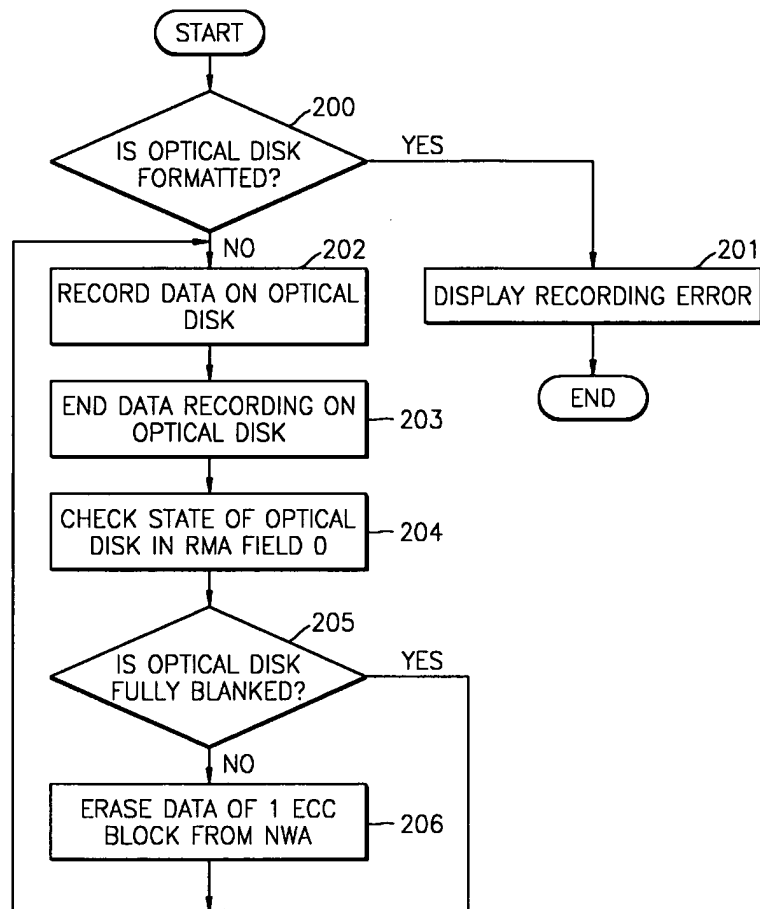 START
200
IS OPTICAL DISK
FORMATTED?
YES
NO
202
RECORD DATA ON OPTICAL
DISK
201
DISPLAY RECORDING ERROR
END
END DATA RECORDING ON
OPTICAL DISK
203
CHECK STATE OF OPTICAL
DISK IN RMA FIELD 0
204
205
IS OPTICAL DISK
FULLY BLANKED?
YES
NO
ERASE DATA OF 1 ECC
BLOCK FROM NWA
206